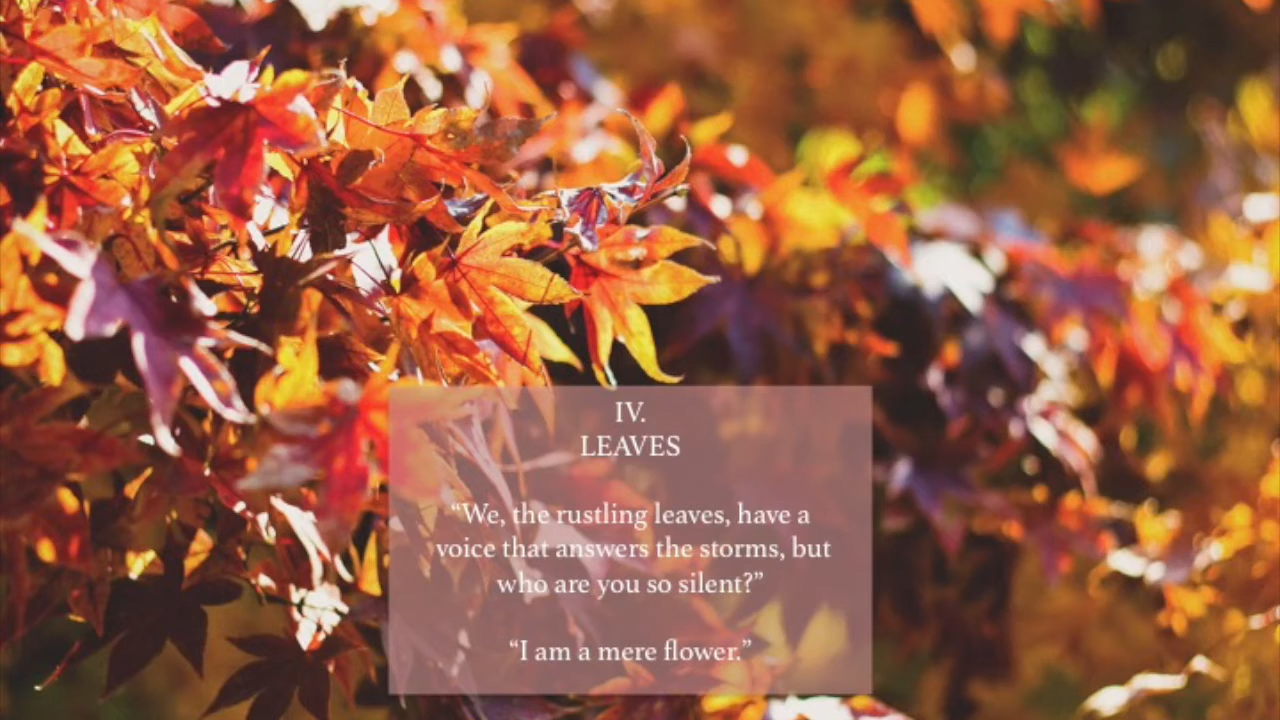 IV.
LEAVES
“We, the rustling leaves, have a
voice that answers the storms, but
who are you so silent?”
“I am a mere flower.”